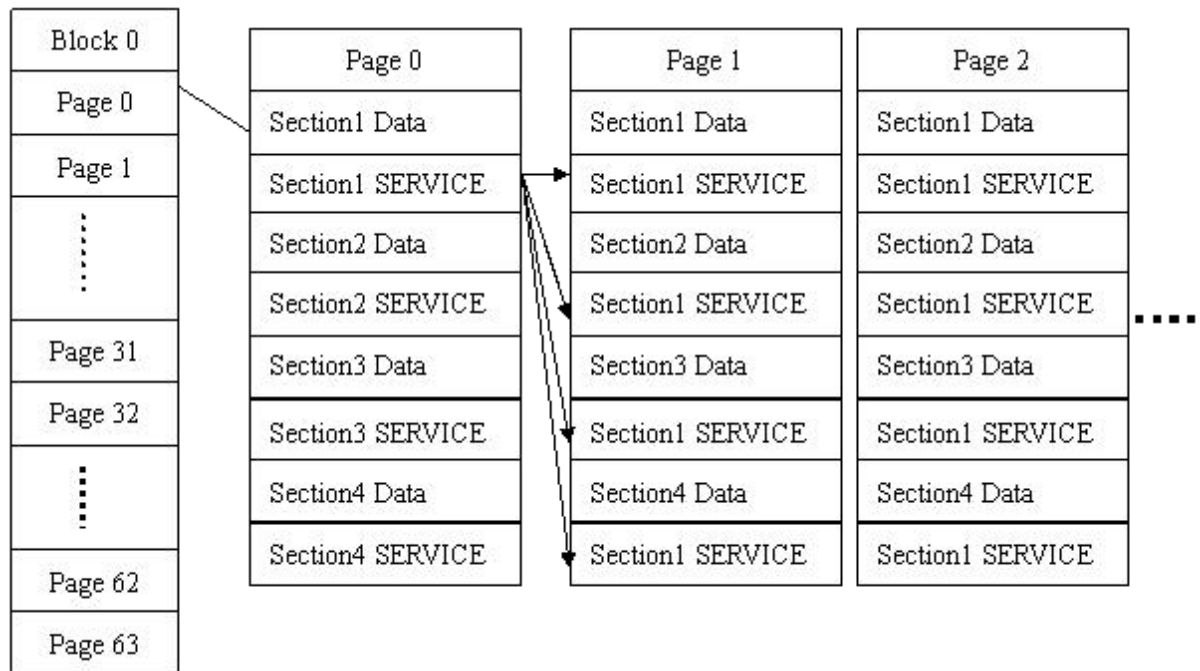 Block 0
Page 0
Page 1
Page 31
Page 32
Page 62
Page 63
Page 0
Section1 Data
Section1 SERVICE
Section2 Data
Section2 SERVICE
Section3 Data
Section3 SERVICE
Section4 Data
Section4 SERVICE
Page 1
Section1 Data
Section1 SERVICE
Section2 Data
Section1 SERVICE
Section3 Data
Section1 SERVICE
Section4 Data
Section1 SERVICE
Page 2
Section1 Data
Section1 SERVICE
Section2 Data
Section1 SERVICE
Section3 Data
Section1 SERVICE
Section4 Data
Section1 SERVICE